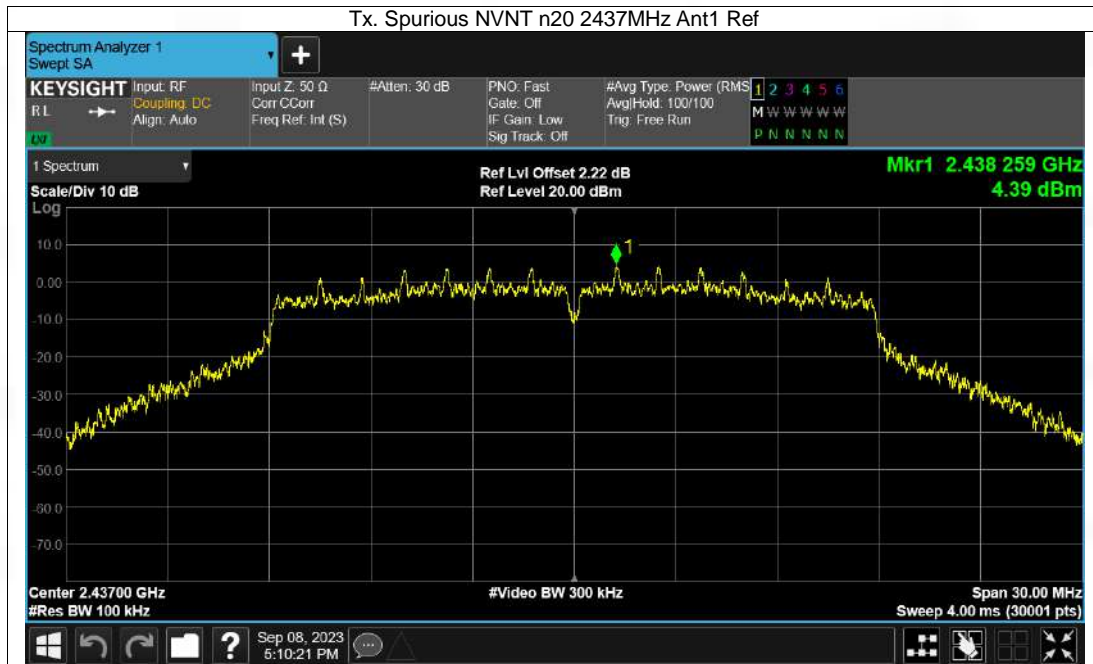 Tx. Spurious NVNT n20 2437MHz Ant1 Ref
Spectrum Analyzer 1
Swept SA
+
KEYSIGHT
R L
LXI
Input: RF
Coupling: DC
Align: Auto
Input Z: 50 Ω
Corr CCorr
Freq Ref: Int (S)
#Atten: 30 dB
PNO: Fast
Gate: Off
IF Gain: Low
Sig Track: Off
#Avg Type: Power (RMS
Avg|Hold: 100/100
Trig: Free Run
1 2 3 4 5 6
M W W W W W
P N N N N N
1 Spectrum
Scale/Div 10 dB
Log
Ref Lvl Offset 2.22 dB
Ref Level 20.00 dBm
Mkr1 2.438 259 GHz
4.39 dBm
1
10.0
0.00
-10.0
-20.0
-30.0
-40.0
-50.0
-60.0
-70.0
Center 2.43700 GHz
#Res BW 100 kHz
#Video BW 300 kHz
Span 30.00 MHz
Sweep 4.00 ms (30001 pts)
?
Sep 08, 2023
5:10:21 PM